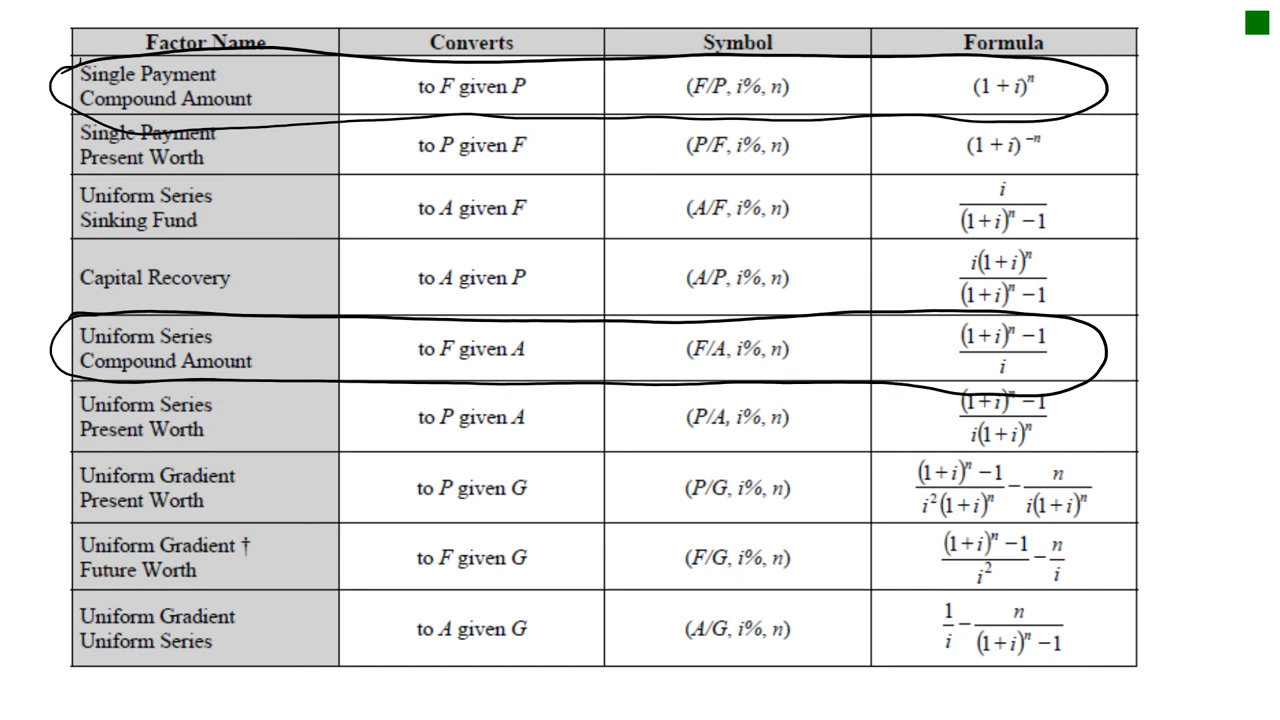 Factor Name Converts Symbol Formula
Single Payment
Compound Amount to F given P (F/P, i%, n) (1 + i)^n
Single Payment
Present Worth to P given F (P/F, i%, n) (1 + i)^–n
Uniform Series
Sinking Fund to A given F (A/F, i%, n) i / ((1+i)^n – 1)
Capital Recovery to A given P (A/P, i%, n) i(1+i)^n / ((1+i)^n – 1)
Uniform Series
Compound Amount to F given A (F/A, i%, n) ((1+i)^n – 1) / i
Uniform Series
Present Worth to P given A (P/A, i%, n) ((1+i)^n – 1) / (i(1+i)^n)
Uniform Gradient
Present Worth to P given G (P/G, i%, n) ((1+i)^n – 1) / (i^2(1+i)^n) – n / (i(1+i)^n)
Uniform Gradient †
Future Worth to F given G (F/G, i%, n) ((1+i)^n – 1) / i^2 – n / i
Uniform Gradient
Uniform Series to A given G (A/G, i%, n) 1 / i – n / ((1+i)^n – 1)